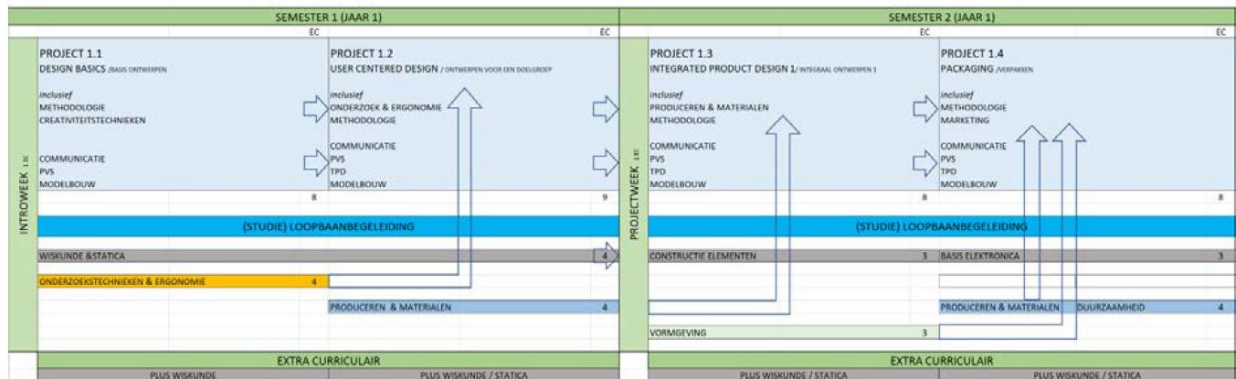 SEMESTER 1 (JAAR 1)
SEMESTER 2 (JAAR 1)
EC
EC
EC
EC
INTROWEEK 1 EC
PROJECT 1.1
DESIGN BASICS /BASIS ONTWERPEN
Inclusief
METHODOLOGIE
CREATIVITEITSTECHNIEKEN
COMMUNICATIE
PVS
MODELBOUW
8
PROJECT 1.2
USER CENTERED DESIGN / ONTWERPEN VOOR EEN DOELGROEP
Inclusief
ONDERZOEK & ERGONOMIE
METHODOLOGIE
COMMUNICATIE
PVS
TPD
MODELBOUW
9
PROJECTWEEK 1 EC
PROJECT 1.3
INTEGRATED PRODUCT DESIGN 1/ INTEGRAAL ONTWERPEN 1
Inclusief
PRODUCEREN & MATERIALEN
METHODOLOGIE
COMMUNICATIE
PVS
TPD
MODELBOUW
8
PROJECT 1.4
PACKAGING /VERPAKKEN
Inclusief
METHODOLOGIE
MARKETING
COMMUNICATIE
PVS
TPD
MODELBOUW
8
(STUDIE) LOOPBAANBEGELEIDING
(STUDIE) LOOPBAANBEGELEIDING
WISKUNDE &STATICA 4
CONSTRUCTIE ELEMENTEN 3
BASIS ELEKTRONICA 3
ONDERZOEKSTECHNIEKEN & ERGONOMIE 4
PRODUCEREN & MATERIALEN 4
PRODUCEREN & MATERIALEN DUURZAAMHEID 4
VORMGEVING 3
EXTRA CURRICULAIR
EXTRA CURRICULAIR
PLUS WISKUNDE
PLUS WISKUNDE / STATICA
PLUS WISKUNDE / STATICA
PLUS WISKUNDE / STATICA